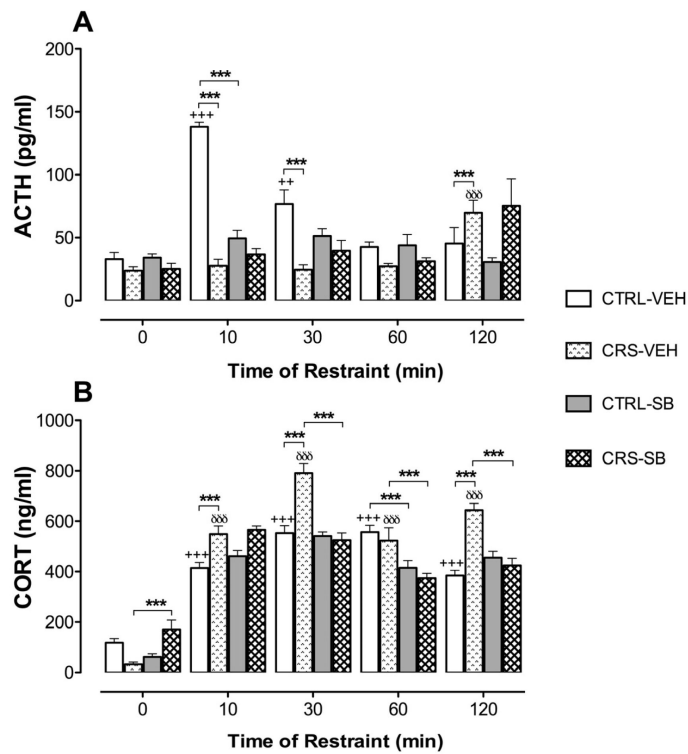 A
ACTH (pg/ml)
200
150
100
50
0
***
***
+++
***
++
***
δδδ
0 10 30 60 120
Time of Restraint (min)
CTRL-VEH
CRS-VEH
CTRL-SB
CRS-SB
B
CORT (ng/ml)
1000
800
600
400
200
0
***
***
δδδ
+++
***
***
δδδ
+++
***
***
+++
δδδ
***
***
δδδ
+++
0 10 30 60 120
Time of Restraint (min)